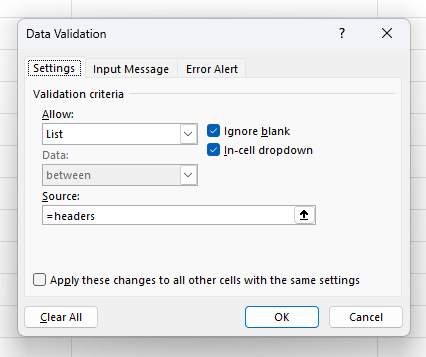 Data Validation ?
Settings Input Message Error Alert
Validation criteria
Allow:
List
Ignore blank
In-cell dropdown
Data:
between
Source:
=headers
Apply these changes to all other cells with the same settings
Clear All OK Cancel